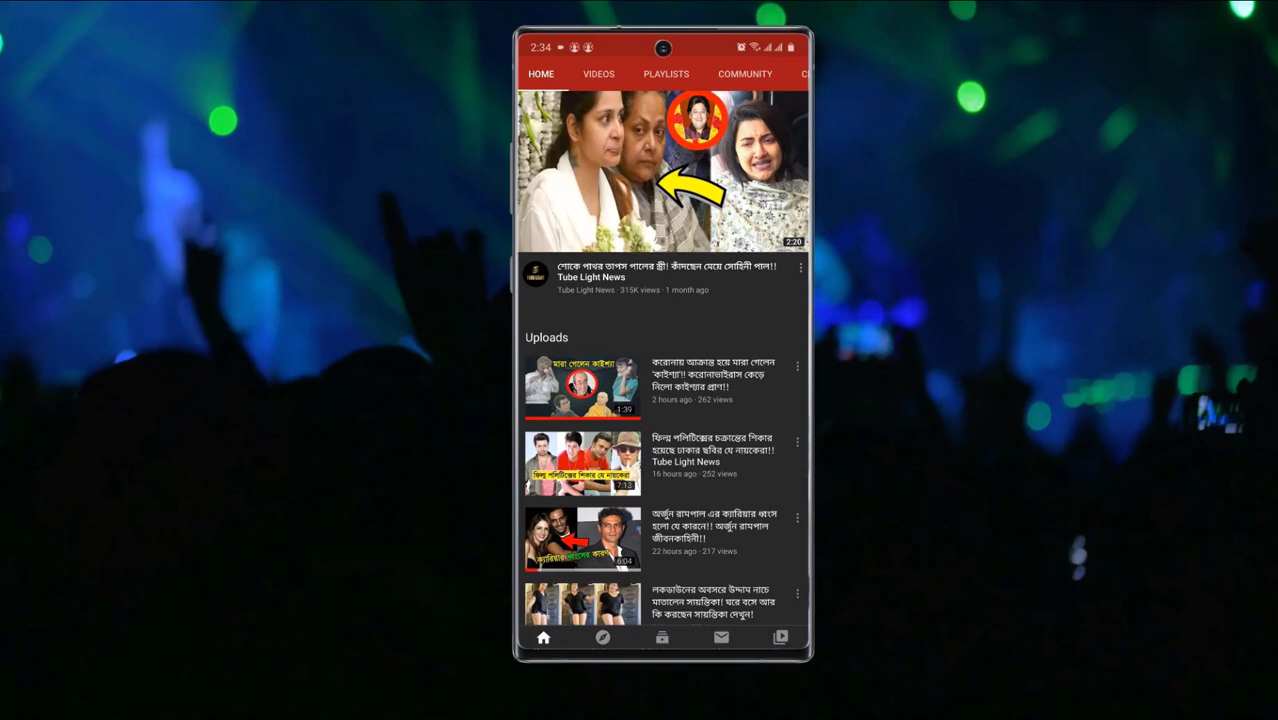 2:34
HOME VIDEOS PLAYLISTS COMMUNITY
2:20
শোকে পাথর তাপস পালের স্ত্রী! কাঁদছেন মেয়ে সোহিনী পাল!!
Tube Light News
Tube Light News · 315K views · 1 month ago
Uploads
মারা গেলেন কাইশ্যা
1:39
করোনায় আক্রান্ত হয়ে মারা গেলেন
'কাইশ্যা'!! করোনাভাইরাস কেড়ে
নিলো কাইশ্যার প্রাণ!!
2 hours ago · 262 views
ফিল্ম পলিটিক্সের শিকার যে নায়কেরা!
7:13
ফিল্ম পলিটিক্সের চক্রান্তের শিকার
হয়েছে ঢাকার ছবির যে নায়কেরা!!
Tube Light News
16 hours ago · 252 views
ক্যারিয়ার ধ্বংসের কারণ
6:04
অর্জুন রামপাল এর ক্যারিয়ার ধ্বংস
হলো যে কারনে!! অর্জুন রামপাল
জীবনকাহিনী!!
22 hours ago · 217 views
লকডাউনের অবসরে উদ্দাম নাচে
মাতালেন সায়ন্তিকা! ঘরে বসে আর
কি করছেন সায়ন্তিকা দেখুন!